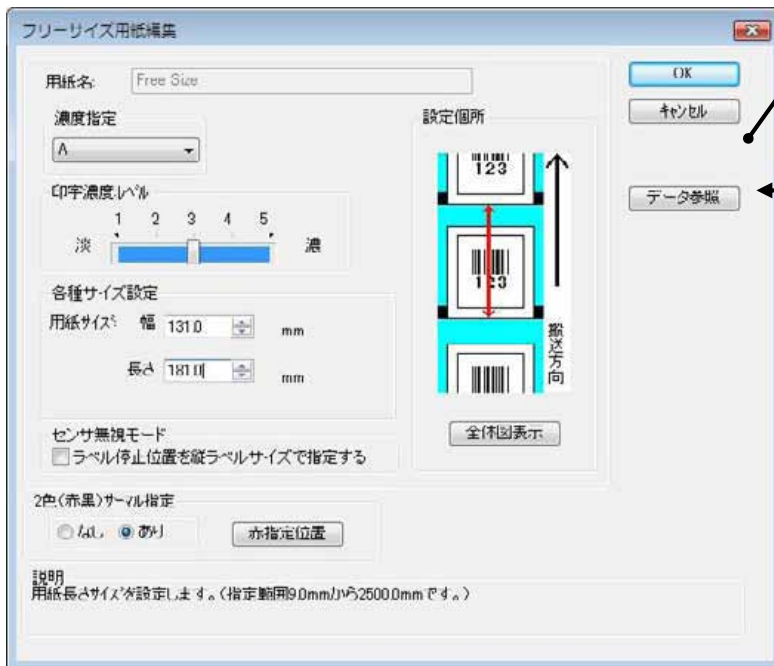 フリーサイズ用紙編集
用紙名:
Free Size
濃度指定
A
印字濃度レベル
1 2 3 4 5
淡
濃
各種サイズ設定
用紙サイズ: 幅 131.0 mm
長さ 181.0 mm
センサ無視モード
ラベル停止位置を縦ラベルサイズで指定する
設定個所
123
123
搬送方向
全体図表示
OK
キャンセル
データ参照
2色(赤黒)サーマル指定
なし あり
赤指定位置
説明
用紙長さサイズを設定します。(指定範囲9.0mmから2500.0mmです。)